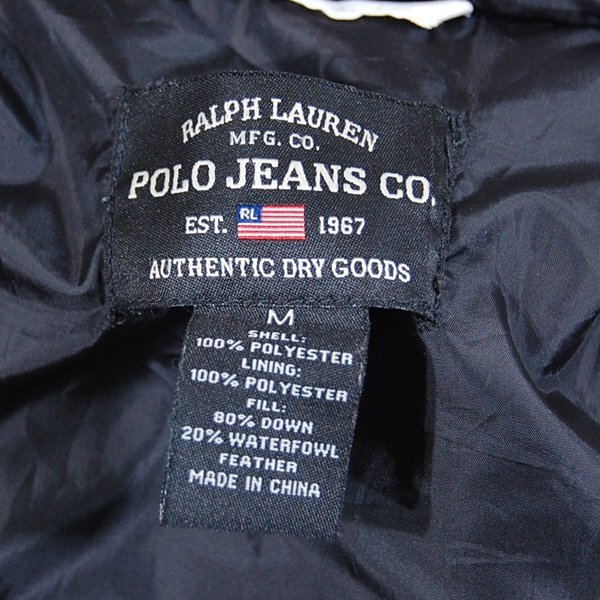 RALPH LAUREN
MFG. CO.
POLO JEANS CO.
EST. RL 1967
AUTHENTIC DRY GOODS
M
SHELL:
100% POLYESTER
LINING:
100% POLYESTER
FILL:
80% DOWN
20% WATERFOWL
FEATHER
MADE IN CHINA